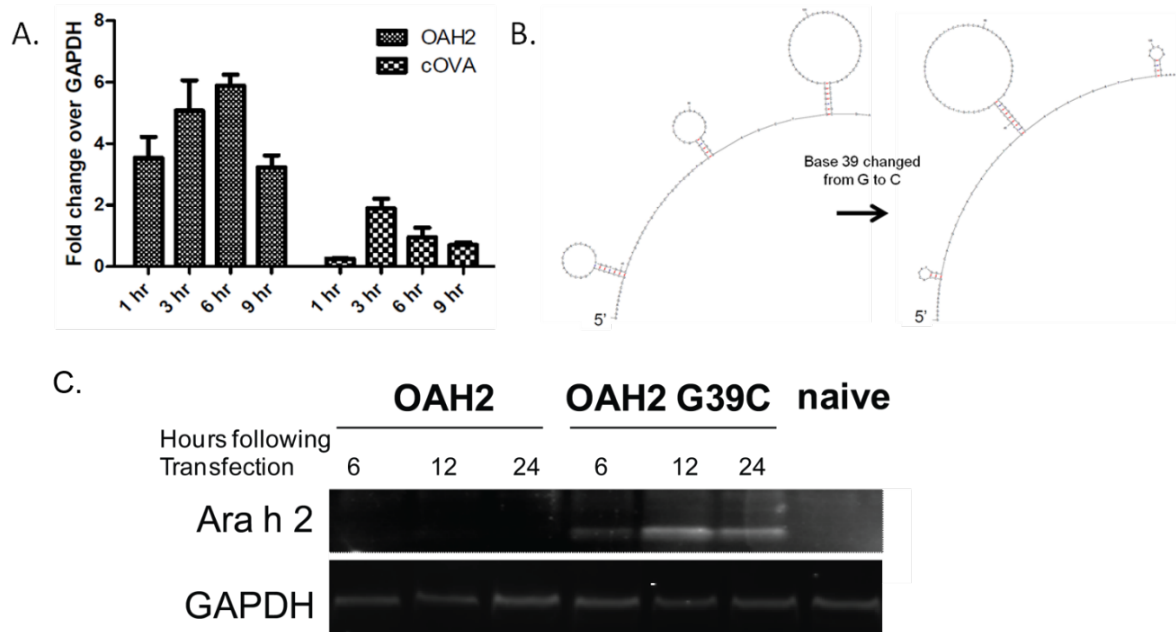 A.
Fold change over GAPDH
8
6
4
2
0
OAH2
cOVA
1 hr
3 hr
6 hr
9 hr
1 hr
3 hr
6 hr
9 hr
B.
5'
Base 39 changed
from G to C
5'
C.
OAH2 OAH2 G39C naive
Hours following
Transfection 6 12 24 6 12 24
Ara h 2
GAPDH